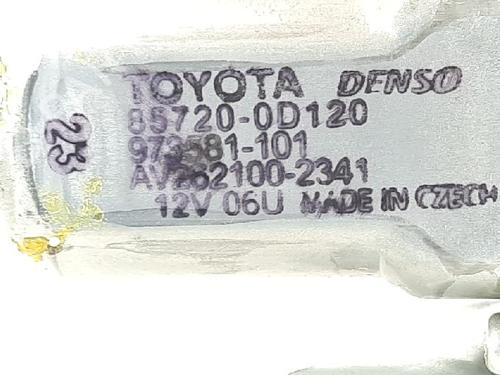 TOYOTA DENSO
85720-0D120
973581-101
AV262100-2341
12V 06U MADE IN CZECH
23